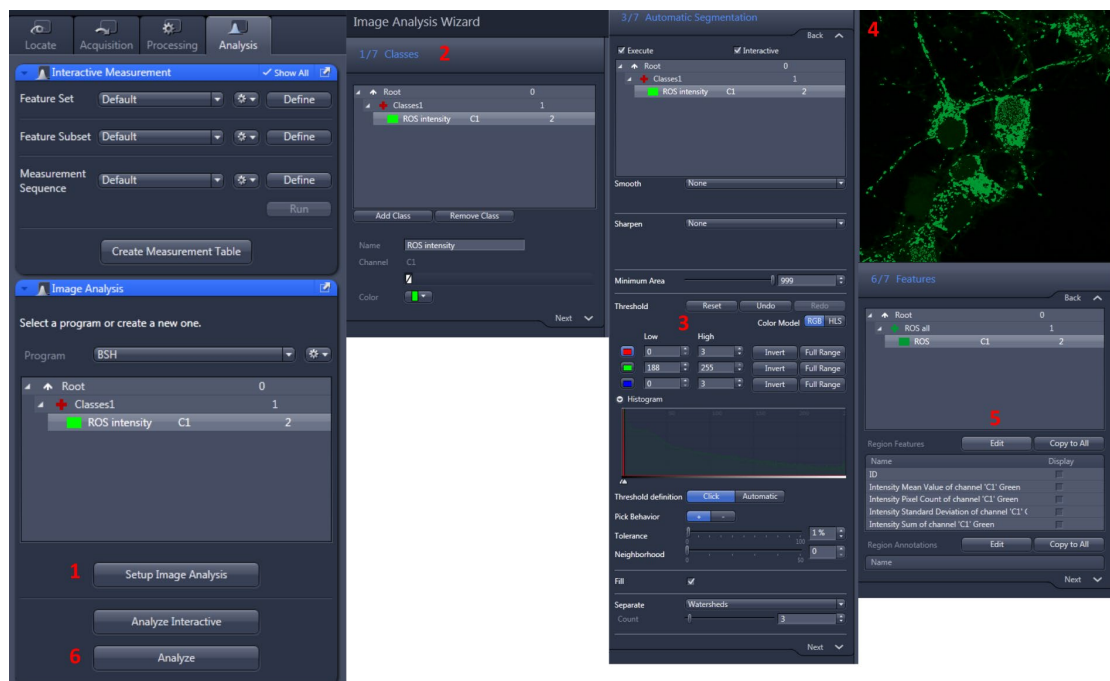 Locate Acquisition Processing Analysis
Interactive Measurement Show All
Feature Set Default Define
Feature Subset Default Define
Measurement Sequence Default Define
Run
Create Measurement Table
Image Analysis
Select a program or create a new one.
Program BSH
Root 0
Classes1 1
ROS intensity C1 2
1 Setup Image Analysis
Analyze Interactive
6 Analyze
Image Analysis Wizard
1/7 Classes 2
Root 0
Classes1 1
ROS intensity C1 2
Add Class Remove Class
Name ROS intensity
Channel C1
Color
Next
3/7 Automatic Segmentation
Back
Execute Interactive
Root 0
Classes1 1
ROS intensity C1 2
Smooth None
Sharpen None
Minimum Area 999
Threshold Reset Undo Redo
3 Color Model RGB HLS
Low High
0 3 Invert Full Range
188 255 Invert Full Range
0 3 Invert Full Range
Histogram
Threshold definition Click Automatic
Pick Behavior + -
Tolerance 1 %
0 100
Neighborhood 0
0 50
Fill
Separate Watersheds
Count 3
Next
4
6/7 Features
Back
Root 0
ROS all 1
ROS C1 2
5
Region Features Edit Copy to All
Name Display
ID
Intensity Mean Value of channel 'C1' Green
Intensity Pixel Count of channel 'C1' Green
Intensity Standard Deviation of channel 'C1' (
Intensity Sum of channel 'C1' Green
Region Annotations Edit Copy to All
Name
Next